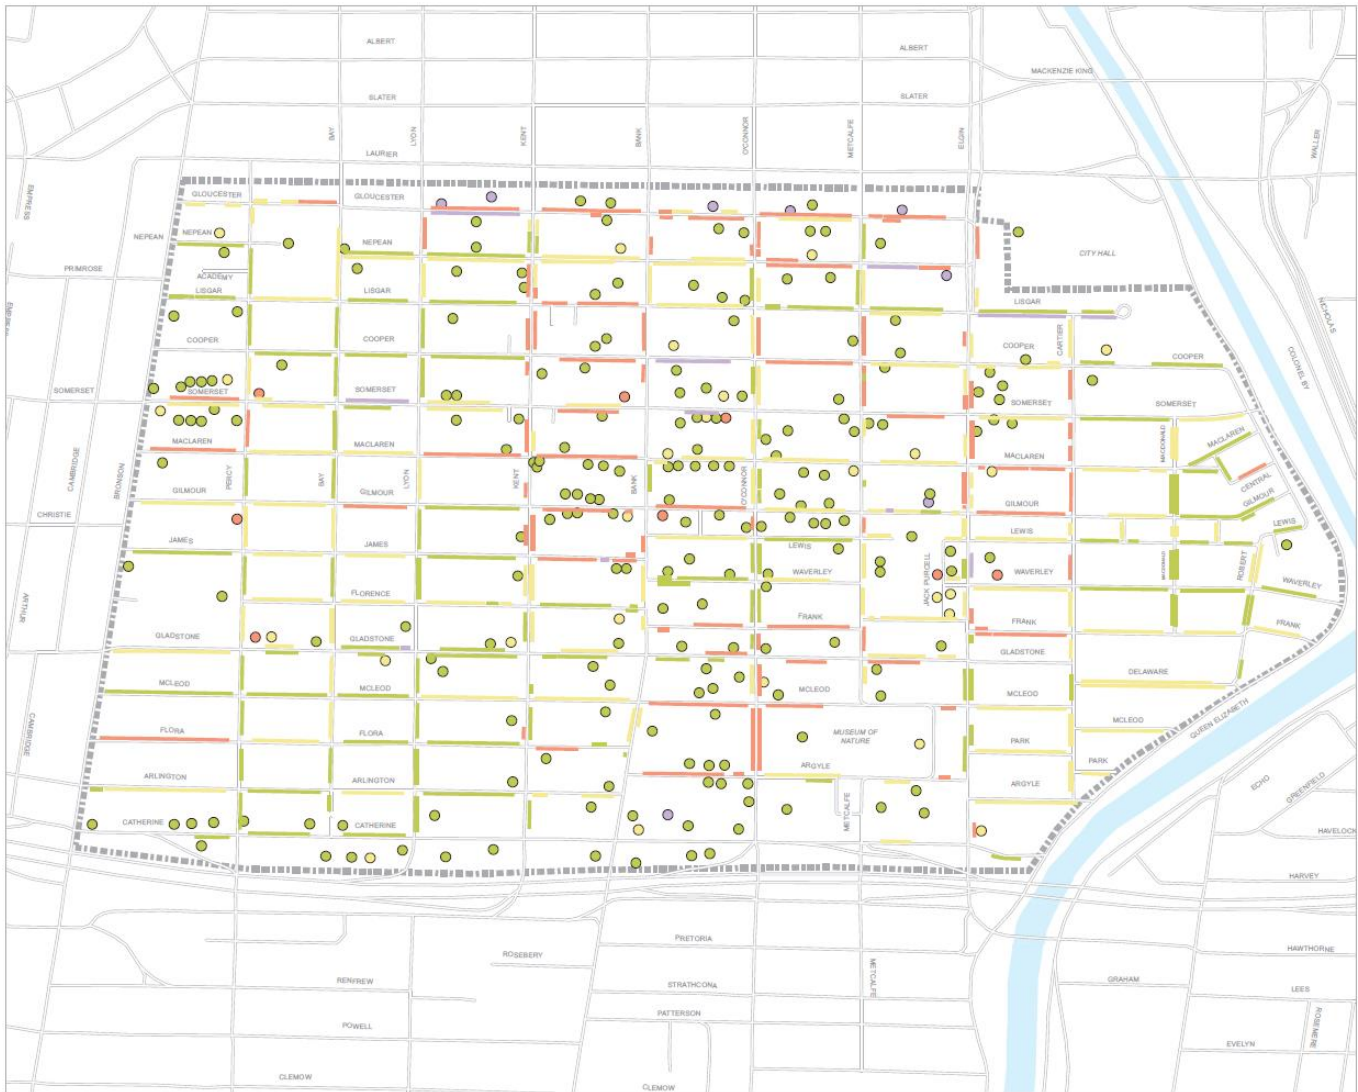 ALBERT
ALBERT
MACKENZIE KING
SLATER
SLATER
BAY
LYON
KENT
BANK
O'CONNOR
METCALFE
ELGIN
WALLER
LAURIER
EMPRESS
GLOUCESTER
GLOUCESTER
NEPEAN
NEPEAN
NEPEAN
CITY HALL
PRIMROSE
ACADEMY
LISGAR
LISGAR
LISGAR
NICHOLAS
COOPER
COOPER
COOPER
CARTIER
COOPER
COLONEL BY
SOMERSET
SOMERSET
SOMERSET
SOMERSET
SOMERSET
MACLAREN
MACLAREN
MACLAREN
MACDONALD
MACLAREN
CAMBRIDGE
BRONSON
PERCY
BAY
LYON
KENT
BANK
O'CONNOR
CENTRAL
GILMOUR
GILMOUR
GILMOUR
GILMOUR
CHRISTIE
JAMES
JAMES
LEWIS
LEWIS
LEWIS
WAVERLEY
WAVERLEY
JACK PURCELL
ROBERT
WAVERLEY
ARTHUR
FLORENCE
FRANK
FRANK
FRANK
GLADSTONE
GLADSTONE
GLADSTONE
MCLEOD
MCLEOD
MCLEOD
MCLEOD
DELAWARE
CAMBRIDGE
FLORA
FLORA
MUSEUM OF
NATURE
PARK
MCLEOD
QUEEN ELIZABETH
ARLINGTON
ARLINGTON
ARGYLE
ARGYLE
PARK
ECHO
GREENFIELD
METCALFE
CATHERINE
CATHERINE
HAVELOCK
HARVEY
PRETORIA
HAWTHORNE
ROSEBERY
METCALFE
RENFREW
STRATHCONA
GRAHAM
LEES
PATTERSON
POWELL
ROSEMERE
EVELYN
CLEMOW
CLEMOW